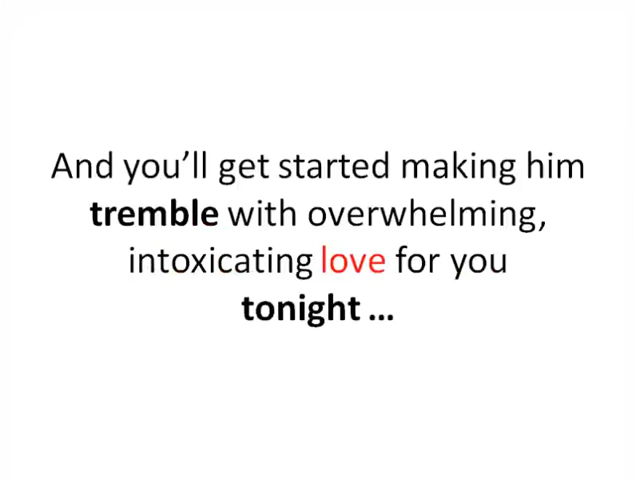 And you’ll get started making him
tremble with overwhelming,
intoxicating love for you
tonight ...